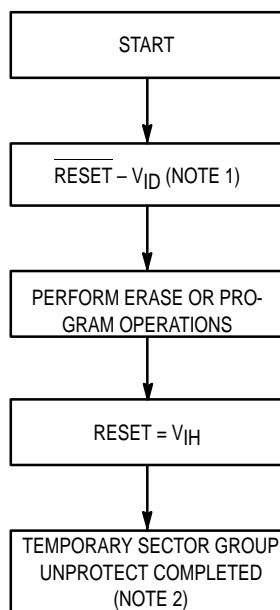 START
RESET – VID (NOTE 1)
PERFORM ERASE OR PRO-
GRAM OPERATIONS
RESET = VIH
TEMPORARY SECTOR GROUP
UNPROTECT COMPLETED
(NOTE 2)